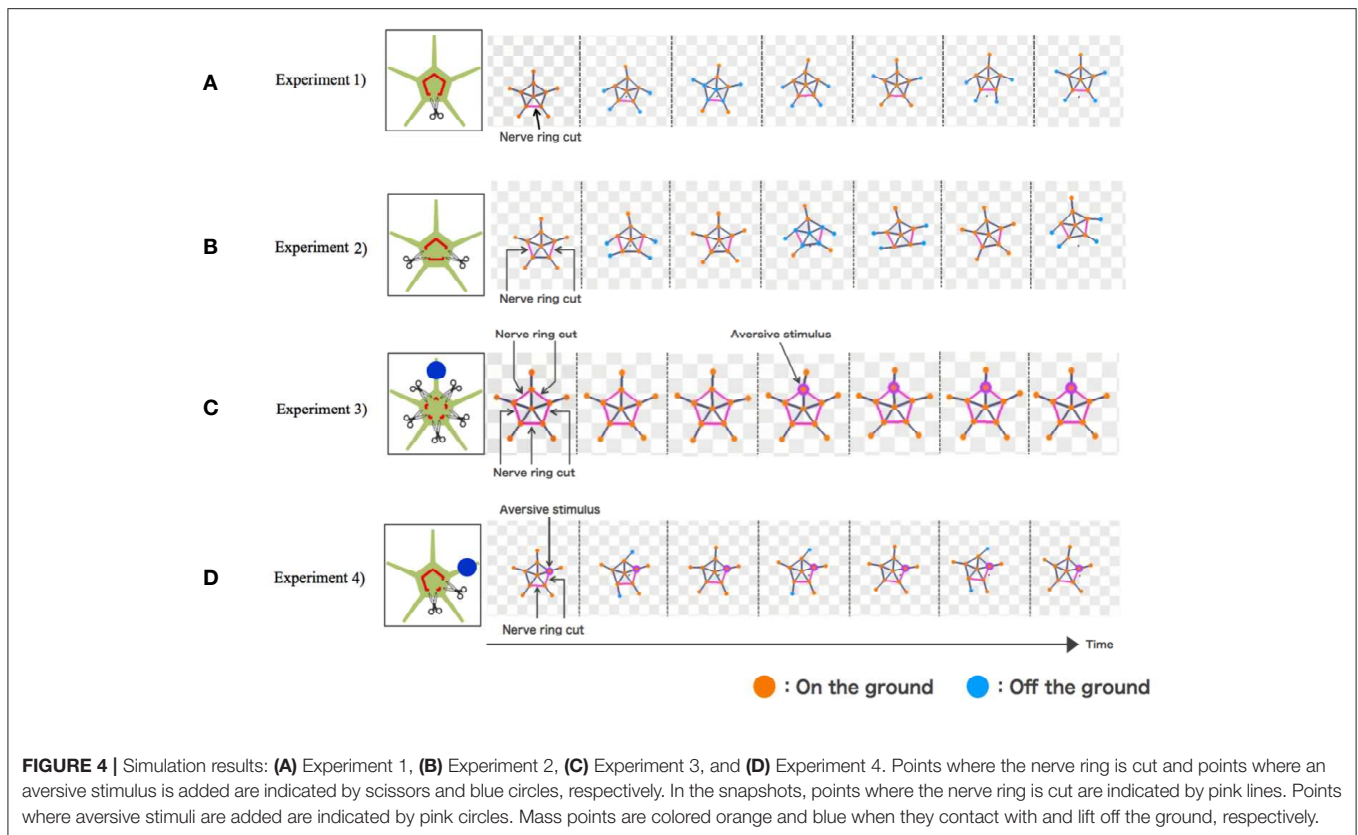 A
Experiment 1)
Nerve ring cut
B
Experiment 2)
Nerve ring cut
Nerve ring cut
Aversive stimulus
C
Experiment 3)
Nerve ring cut
Aversive stimulus
D
Experiment 4)
Nerve ring cut
Time
: On the ground
: Off the ground
FIGURE 4 | Simulation results: (A) Experiment 1, (B) Experiment 2, (C) Experiment 3, and (D) Experiment 4. Points where the nerve ring is cut and points where an
aversive stimulus is added are indicated by scissors and blue circles, respectively. In the snapshots, points where the nerve ring is cut are indicated by pink lines. Points
where aversive stimuli are added are indicated by pink circles. Mass points are colored orange and blue when they contact with and lift off the ground, respectively.